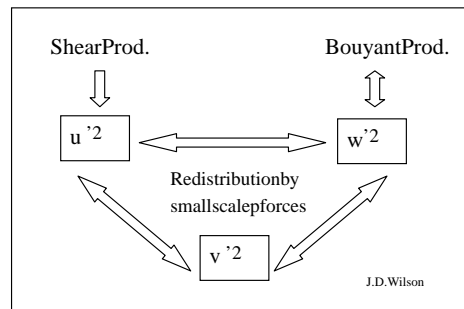 ShearProd. BouyantProd.
u ’2 w’2
Redistributionby
smallscalepforces
v ’2
J.D.Wilson